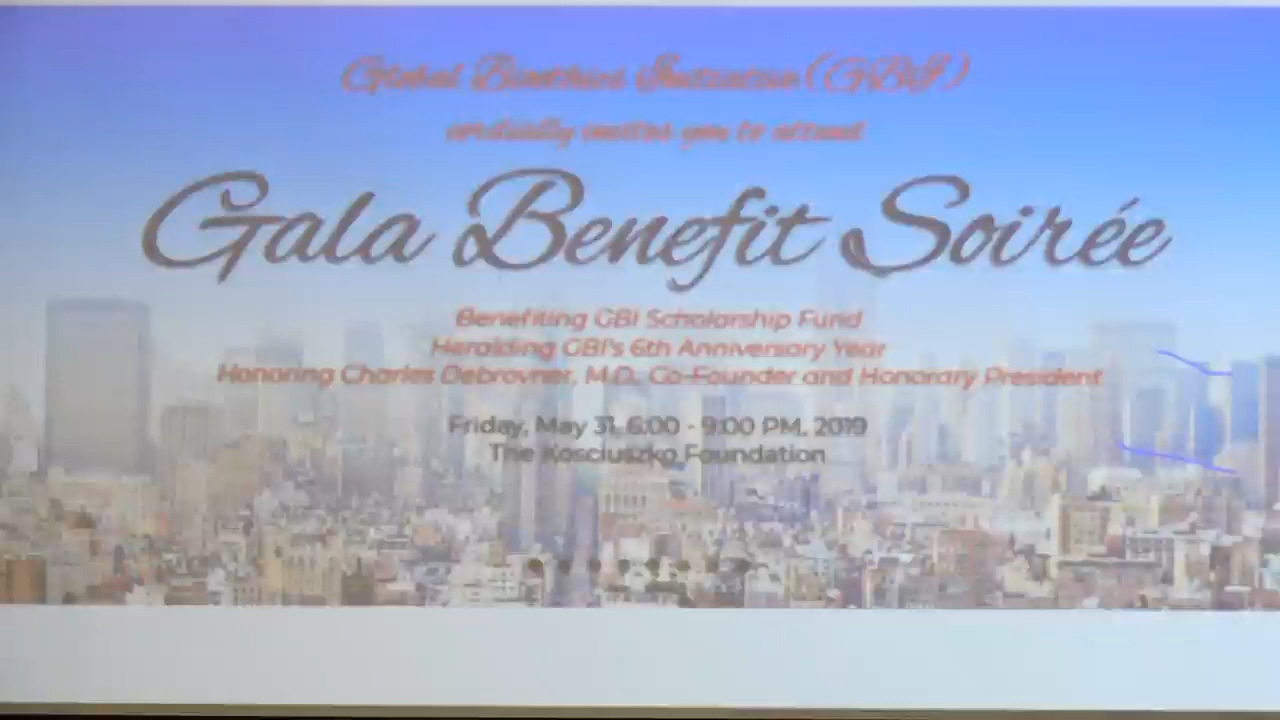 Global Bioethics Initiative (GBI)
cordially invites you to attend
Gala Benefit Soirée
Benefiting GBI Scholarship Fund
Heralding GBI's 6th Anniversary Year
Honoring Charles Debrovner, M.D. Co-Founder and Honorary President
Friday, May 31, 6:00 - 9:00 PM, 2019
The Kosciuszko Foundation